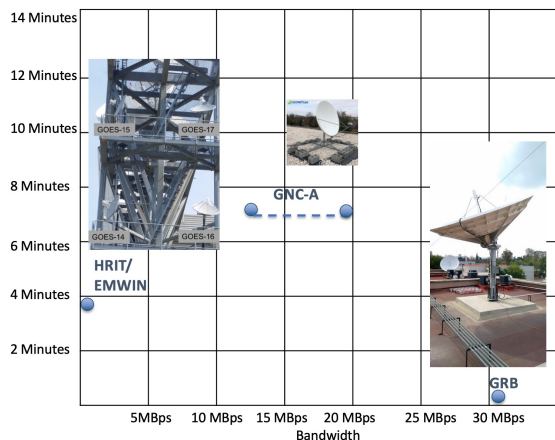 14 Minutes
12 Minutes
10 Minutes
8 Minutes
6 Minutes
4 Minutes
2 Minutes
GOES-15
GOES-17
GOES-14
GOES-16
HRIT/
EMWIN
GNC-A
GRB
5MBps
10 MBps
15 MBps
20 MBps
25 MBps
30 MBps
Bandwidth